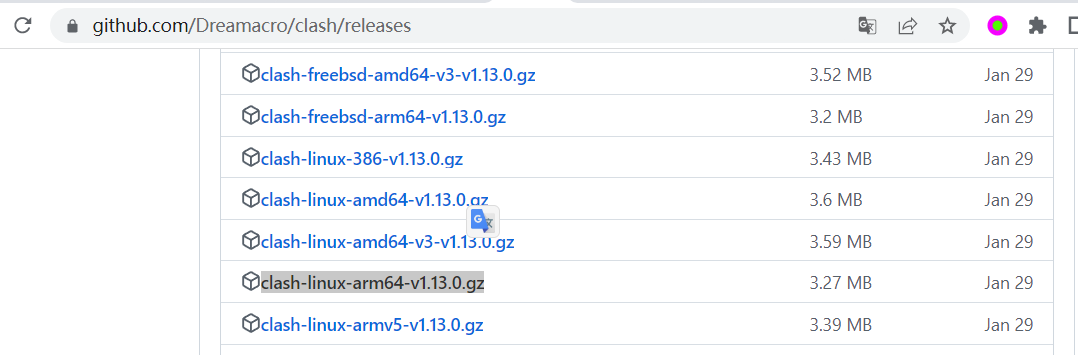 github.com/Dreamacro/clash/releases
clash-freebsd-amd64-v3-v1.13.0.gz 3.52 MB Jan 29
clash-freebsd-arm64-v1.13.0.gz 3.2 MB Jan 29
clash-linux-386-v1.13.0.gz 3.43 MB Jan 29
clash-linux-amd64-v1.13.0.gz 3.6 MB Jan 29
clash-linux-amd64-v3-v1.13.0.gz 3.59 MB Jan 29
clash-linux-arm64-v1.13.0.gz 3.27 MB Jan 29
clash-linux-armv5-v1.13.0.gz 3.39 MB Jan 29